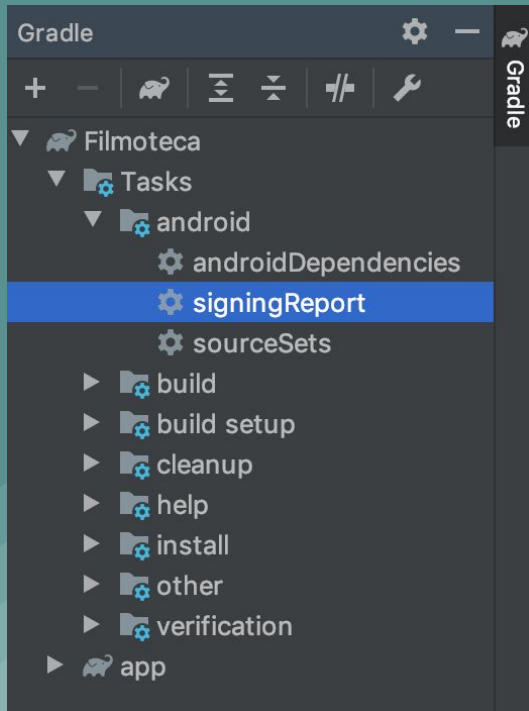 Gradle
Gradle
Filmoteca
Tasks
android
androidDependencies
signingReport
sourceSets
build
build setup
cleanup
help
install
other
verification
app